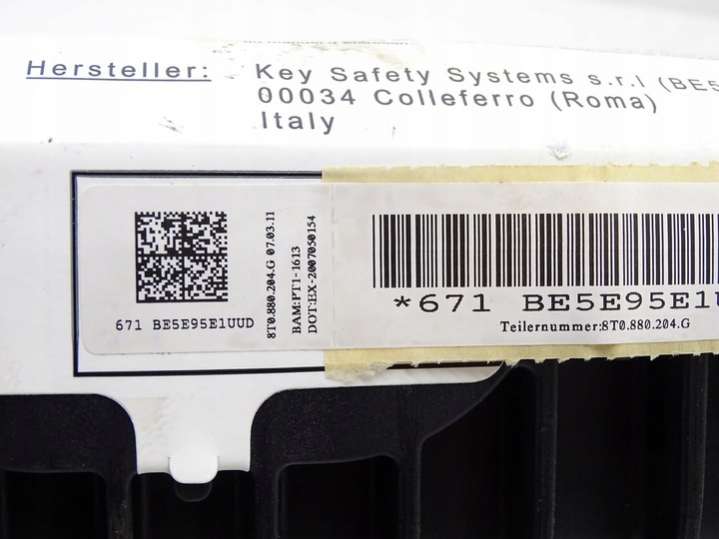 Hersteller: Key Safety Systems s.r.l (BE5
00034 Colleferro (Roma)
Italy
671 BE5E95E1UUD
8T0.880.204.G 07.03.11
BAM:PT1-1613
DOT:EX-2007050154
*671 BE5E95E1U
Teilernummer:8T0.880.204.G